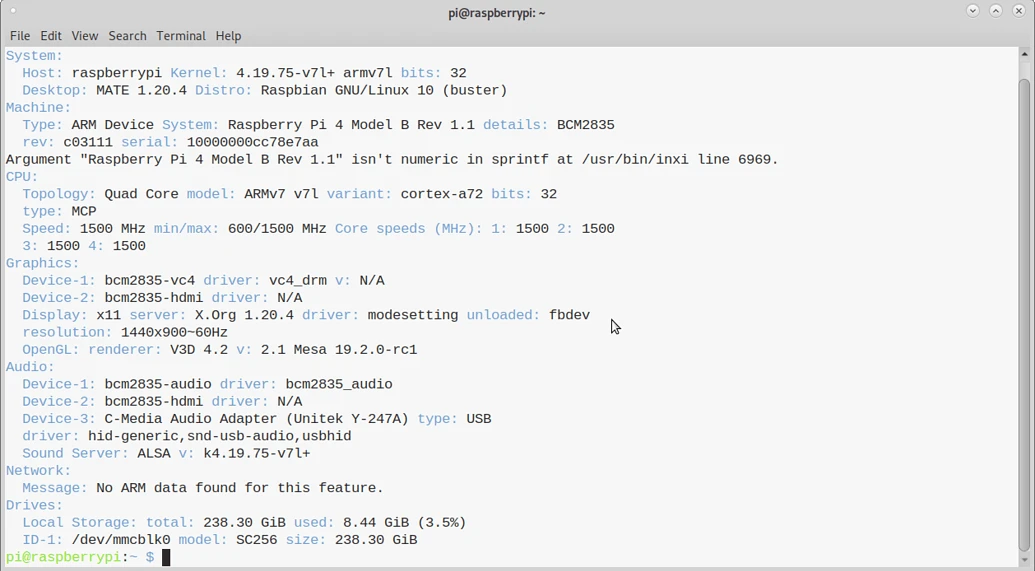 pi@raspberrypi: ~
File Edit View Search Terminal Help
System:
Host: raspberrypi Kernel: 4.19.75-v7l+ armv7l bits: 32
Desktop: MATE 1.20.4 Distro: Raspbian GNU/Linux 10 (buster)
Machine:
Type: ARM Device System: Raspberry Pi 4 Model B Rev 1.1 details: BCM2835
rev: c03111 serial: 10000000cc78e7aa
Argument "Raspberry Pi 4 Model B Rev 1.1" isn't numeric in sprintf at /usr/bin/inxi line 6969.
CPU:
Topology: Quad Core model: ARMv7 v7l variant: cortex-a72 bits: 32
type: MCP
Speed: 1500 MHz min/max: 600/1500 MHz Core speeds (MHz): 1: 1500 2: 1500
3: 1500 4: 1500
Graphics:
Device-1: bcm2835-vc4 driver: vc4_drm v: N/A
Device-2: bcm2835-hdmi driver: N/A
Display: x11 server: X.Org 1.20.4 driver: modesetting unloaded: fbdev
resolution: 1440x900~60Hz
OpenGL: renderer: V3D 4.2 v: 2.1 Mesa 19.2.0-rc1
Audio:
Device-1: bcm2835-audio driver: bcm2835_audio
Device-2: bcm2835-hdmi driver: N/A
Device-3: C-Media Audio Adapter (Unitek Y-247A) type: USB
driver: hid-generic,snd-usb-audio,usbhid
Sound Server: ALSA v: k4.19.75-v7l+
Network:
Message: No ARM data found for this feature.
Drives:
Local Storage: total: 238.30 GiB used: 8.44 GiB (3.5%)
ID-1: /dev/mmcblk0 model: SC256 size: 238.30 GiB
pi@raspberrypi:~ $